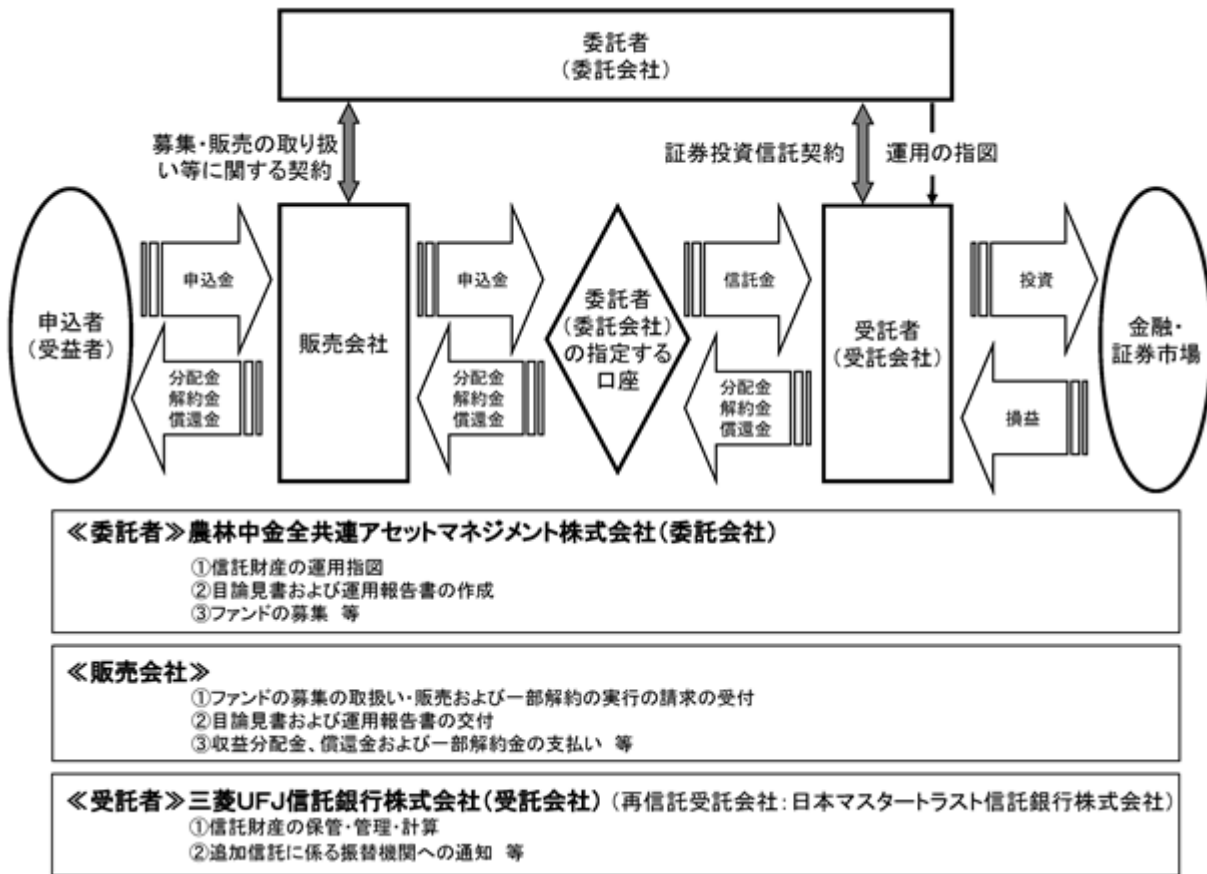 委託者
(委託会社)
募集・販売の取り扱
い等に関する契約
証券投資信託契約
運用の指図
申込者
(受益者)
申込金
分配金
解約金
償還金
販売会社
申込金
分配金
解約金
償還金
委託者
(委託会社)
の指定する
口座
信託金
分配金
解約金
償還金
受託者
(受託会社)
投資
損益
金融・
証券市場
≪委託者≫農林中金全共連アセットマネジメント株式会社(委託会社)
①信託財産の運用指図
②目論見書および運用報告書の作成
③ファンドの募集 等
≪販売会社≫
①ファンドの募集の取扱い・販売および一部解約の実行の請求の受付
②目論見書および運用報告書の交付
③収益分配金、償還金および一部解約金の支払い 等
≪受託者≫三菱UFJ信託銀行株式会社(受託会社) (再信託受託会社:日本マスタートラスト信託銀行株式会社)
①信託財産の保管・管理・計算
②追加信託に係る振替機関への通知 等